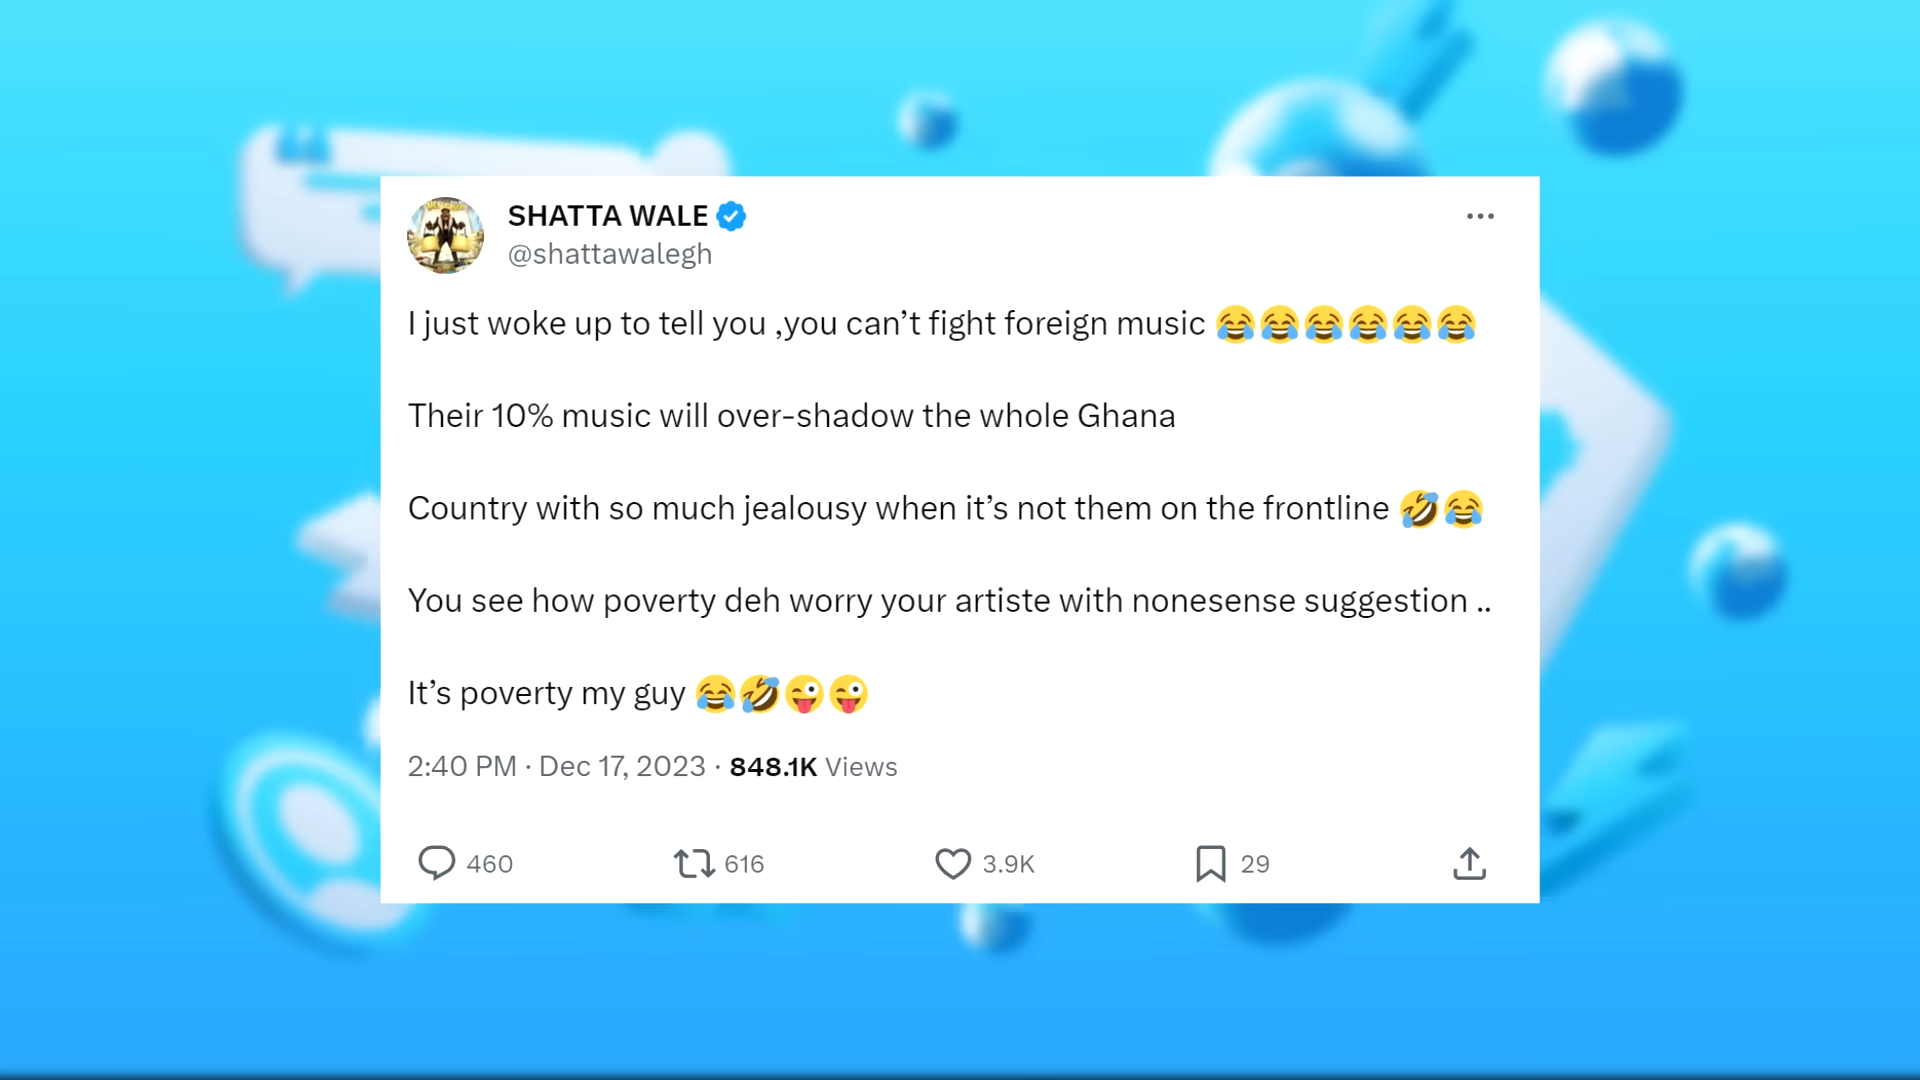 SHATTA WALE
@shattawalegh
I just woke up to tell you ,you can’t fight foreign music 😂😂😂😂😂😂
Their 10% music will over-shadow the whole Ghana
Country with so much jealousy when it’s not them on the frontline 🤣😂
You see how poverty deh worry your artiste with nonesense suggestion ..
It’s poverty my guy 😂🤣😜😜
2:40 PM · Dec 17, 2023 · 848.1K Views
460 616 3.9K 29